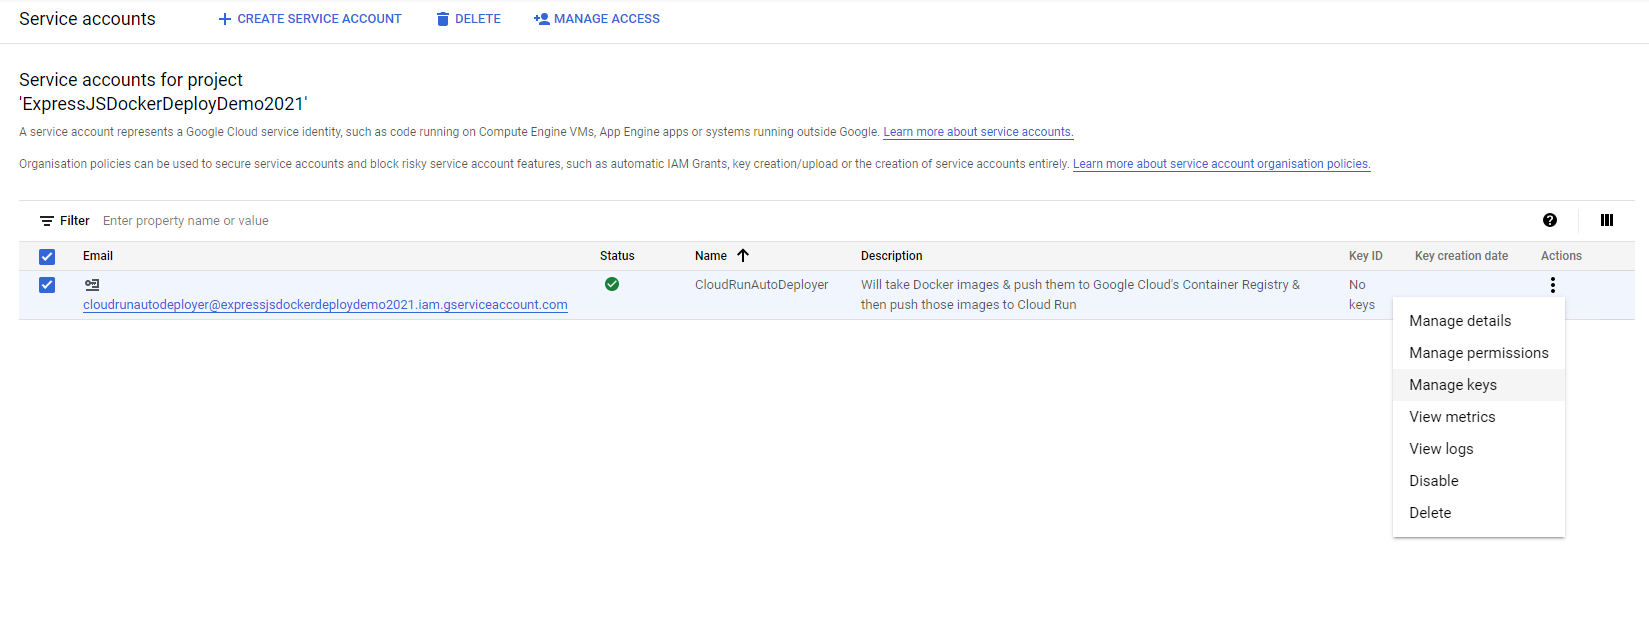 Service accounts
CREATE SERVICE ACCOUNT
DELETE
MANAGE ACCESS
Service accounts for project
'ExpressJSDockerDeployDemo2021'
A service account represents a Google Cloud service identity, such as code running on Compute Engine VMs, App Engine apps or systems running outside Google. Learn more about service accounts.
Organisation policies can be used to secure service accounts and block risky service account features, such as automatic IAM Grants, key creation/upload or the creation of service accounts entirely. Learn more about service account organisation policies.
Filter Enter property name or value
Email Status Name Description Key ID Key creation date Actions
cloudrunautodeployer@expressjsdockerdeploydemo2021.iam.gserviceaccount.com
CloudRunAutoDeployer
Will take Docker images & push them to Google Cloud's Container Registry &
then push those images to Cloud Run
No
keys
Manage details
Manage permissions
Manage keys
View metrics
View logs
Disable
Delete